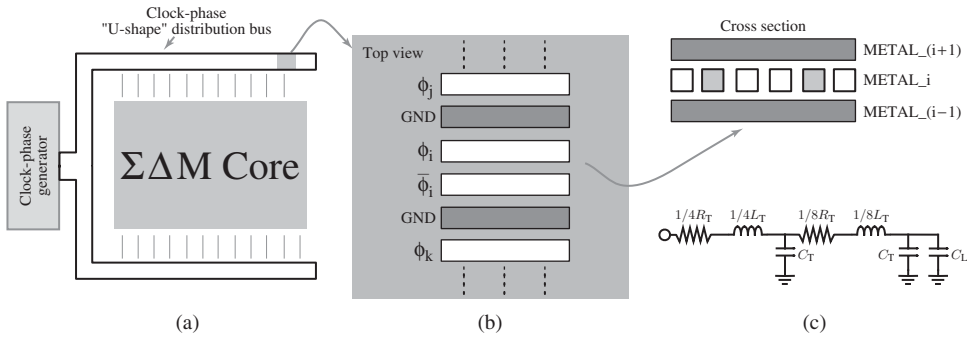 Clock-phase
"U-shape" distribution bus
Clock-phase
generator
ΣΔM Core
(a)
Top view
ϕj
GND
ϕi
ϕ̅i
GND
ϕk
(b)
Cross section
METAL_(i+1)
METAL_i
METAL_(i−1)
1/4RT 1/4LT 1/8RT 1/8LT
CT CT CL
(c)